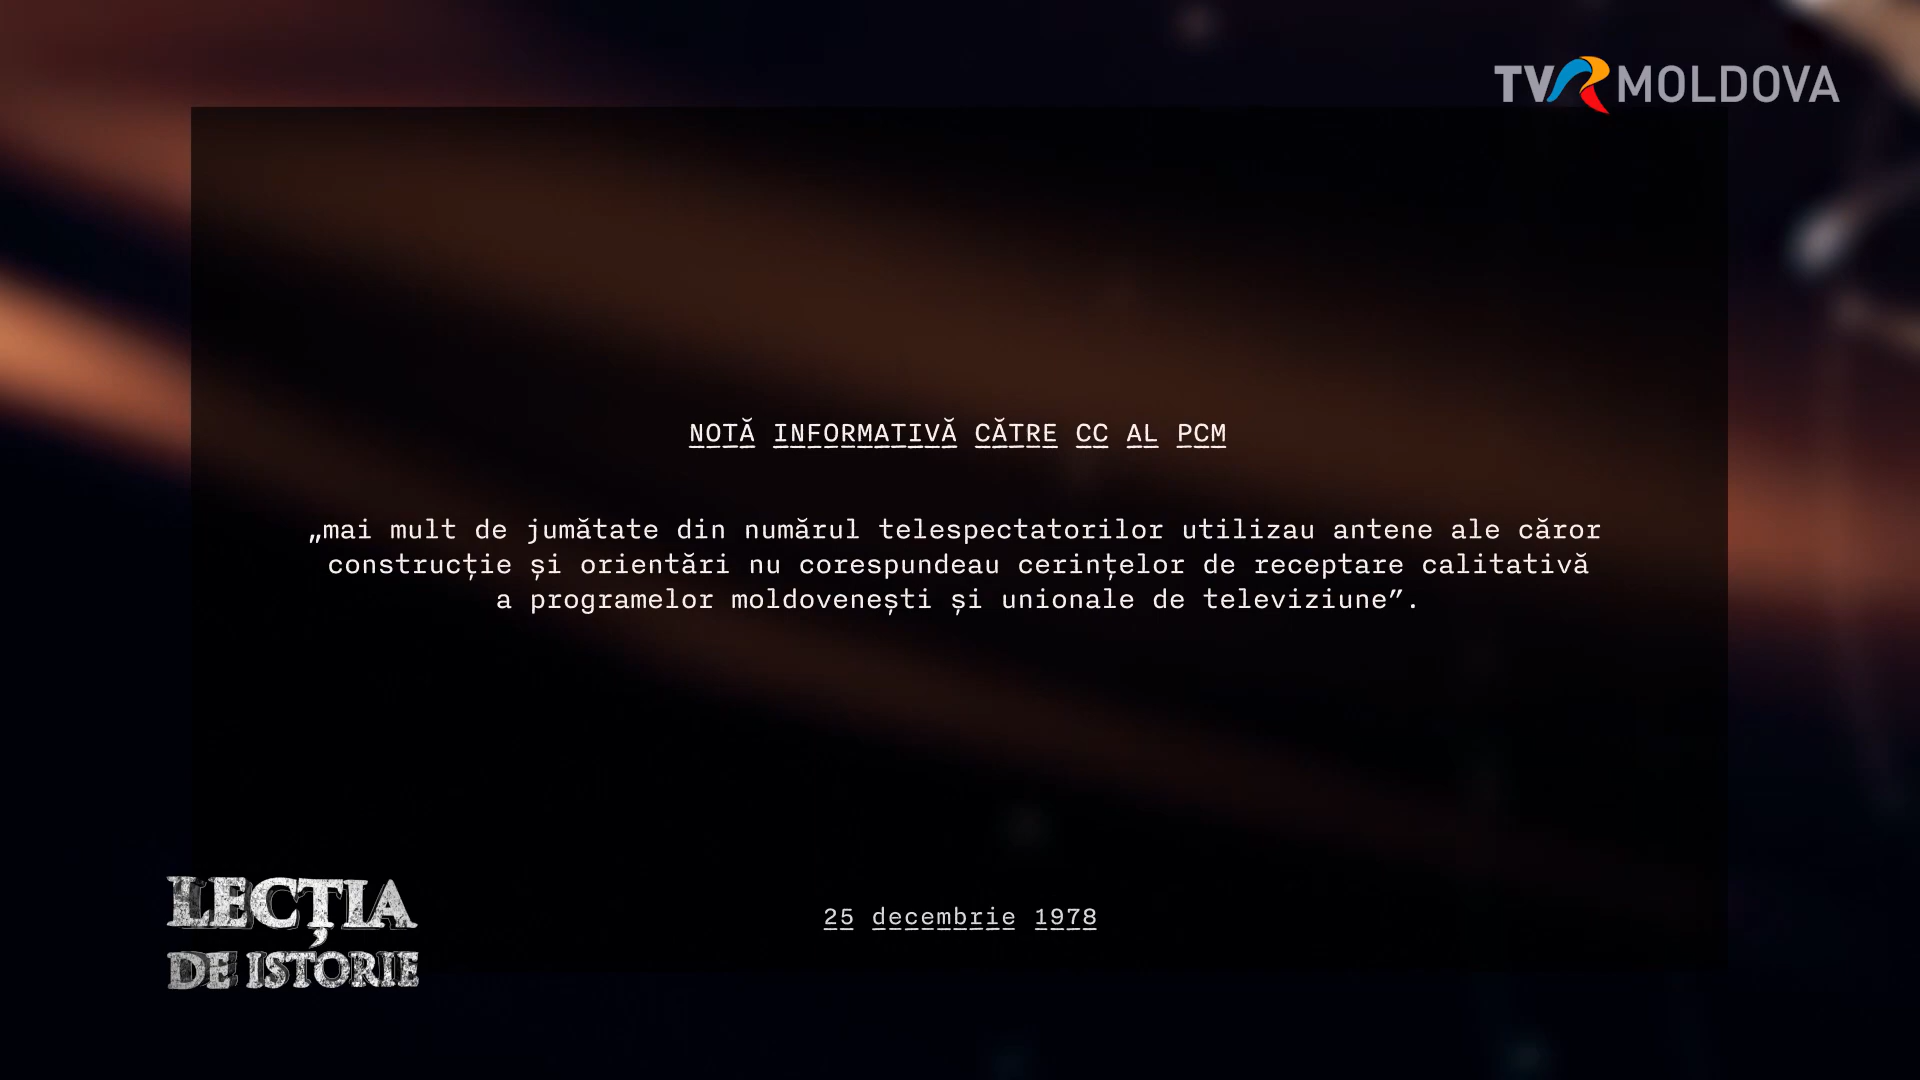 TVR MOLDOVA
NOTĂ INFORMATIVĂ CĂTRE CC AL PCM
„mai mult de jumătate din numărul telespectatorilor utilizau antene ale căror
construcție și orientări nu corespundeau cerințelor de receptare calitativă
a programelor moldovenești și unionale de televiziune”.
25 decembrie 1978
LECȚIA
DE ISTORIE